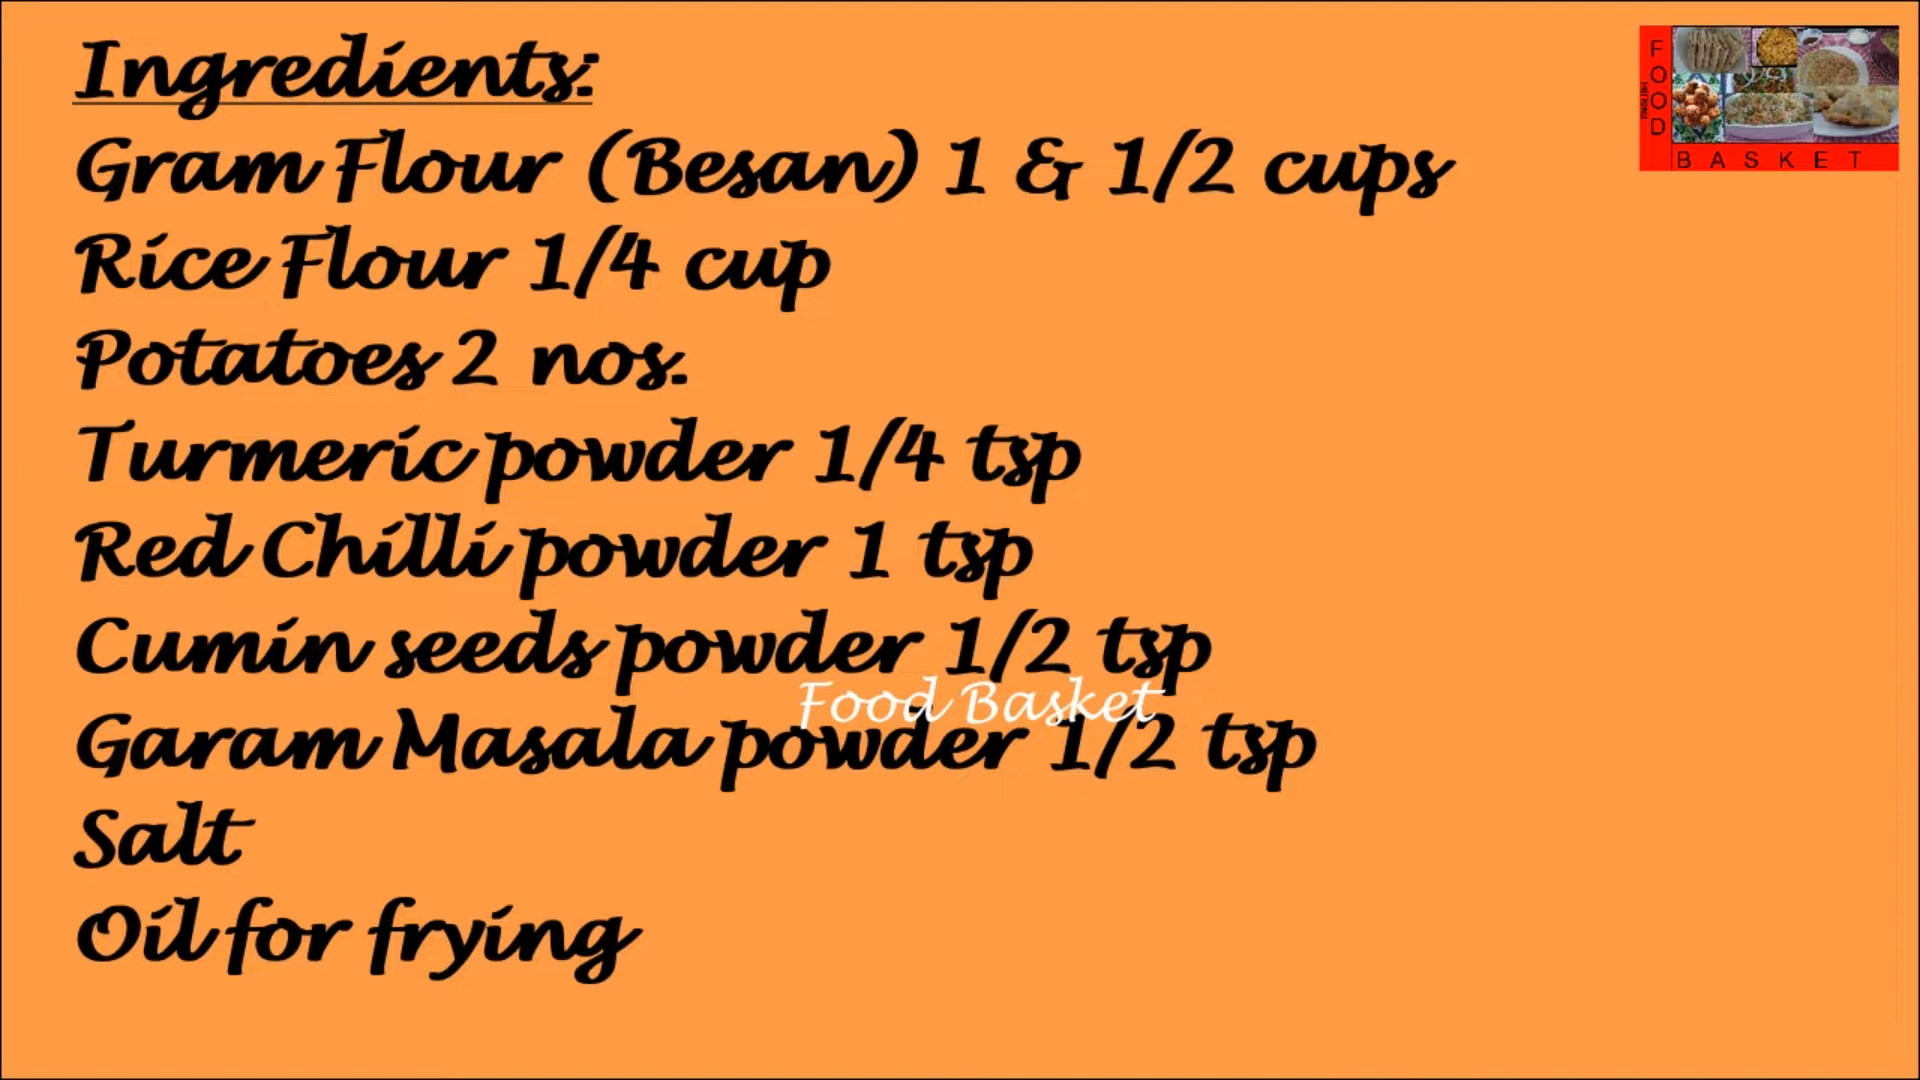 Ingredients:
Gram Flour (Besan) 1 & 1/2 cups
Rice Flour 1/4 cup
Potatoes 2 nos.
Turmeric powder 1/4 tsp
Red Chilli powder 1 tsp
Cumin seeds powder 1/2 tsp
Food Basket
Garam Masala powder 1/2 tsp
Salt
Oil for frying
FOOD
BASKET